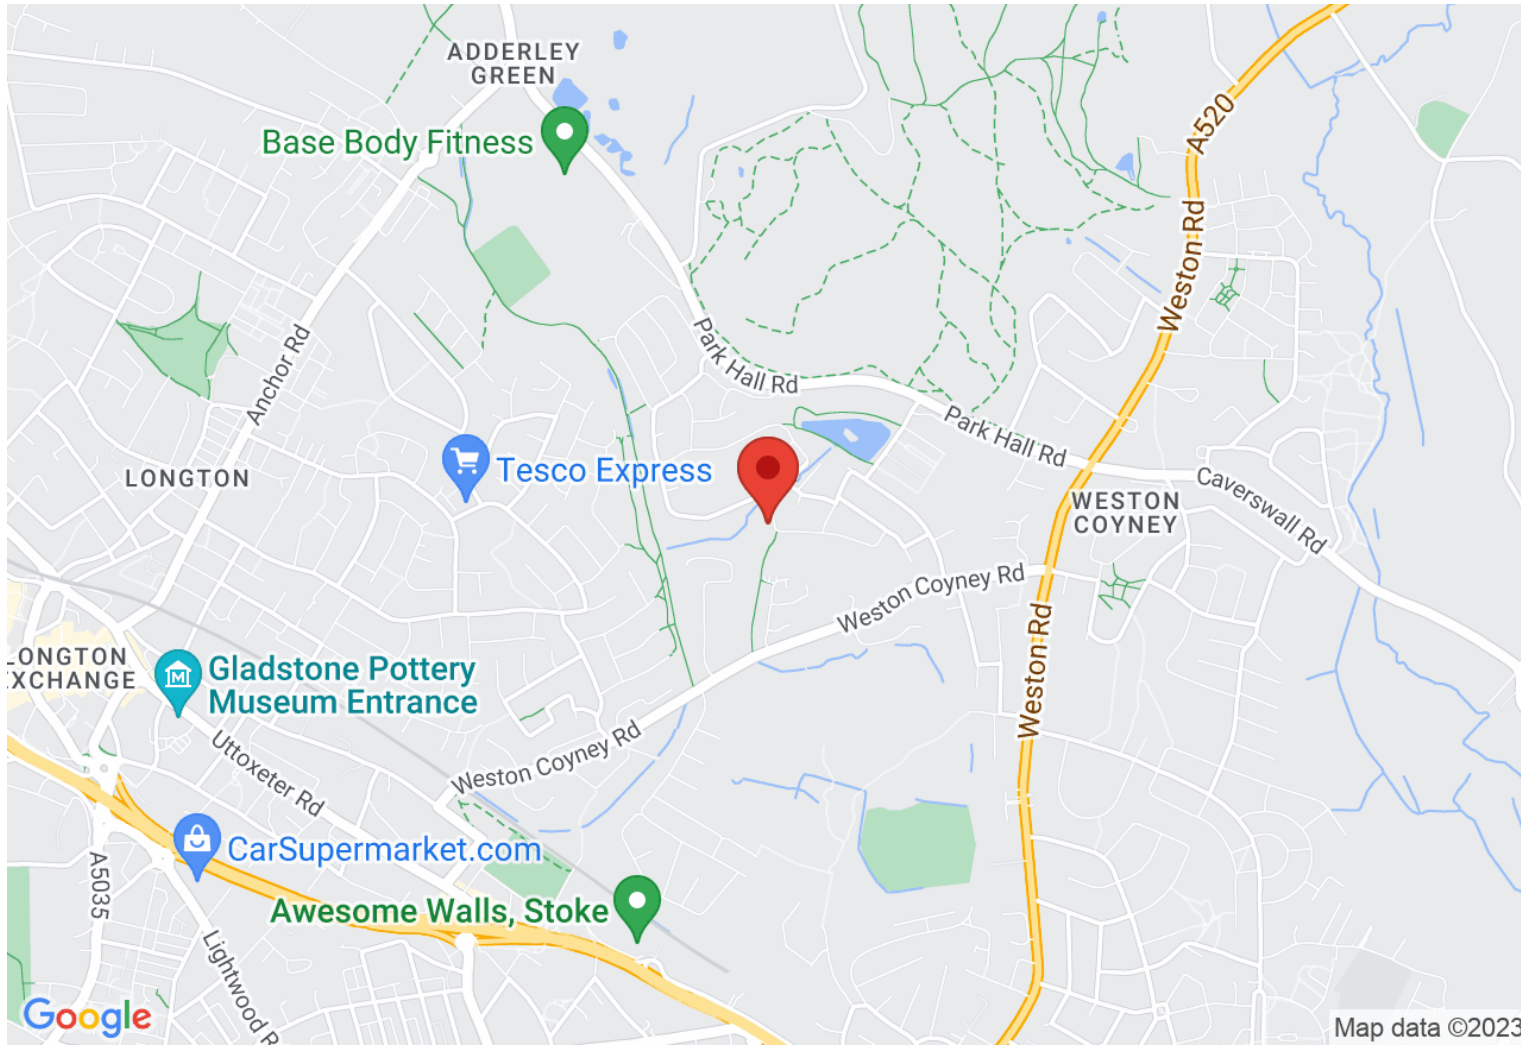 ADDERLEY
GREEN
Base Body Fitness
A520
Weston Rd
Anchor Rd
Park Hall Rd
Park Hall Rd
LONGTON
Tesco Express
WESTON
COYNEY
Caverswall Rd
Weston Coyney Rd
Weston Rd
LONGTON
EXCHANGE
Gladstone Pottery
Museum Entrance
Uttoxeter Rd
Weston Coyney Rd
CarSupermarket.com
A5035
Awesome Walls, Stoke
Lightwood R
Google
Map data ©2023